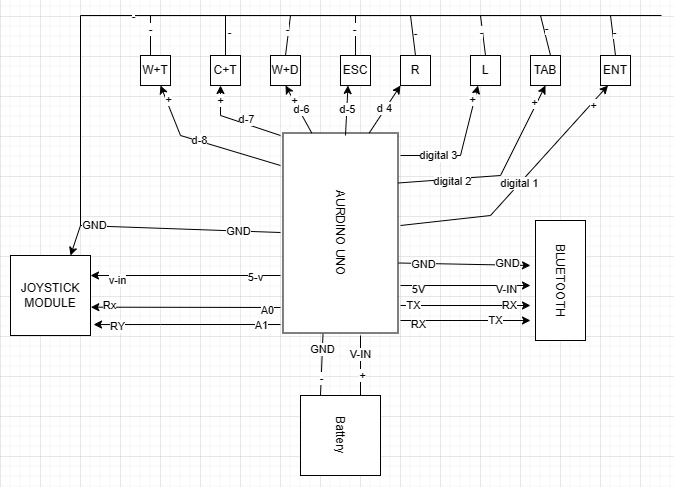 - - - - - - - - -
W+T C+T W+D ESC R L TAB ENT
+ + + + - + + +
d-8 d-7 d-6 d-5 d 4 digital 3 digital 2 digital 1
AURDINO UNO
GND GND
JOYSTICK
MODULE
v-in 5-v
Rx A0
RY A1
GND GND
5V V-IN
TX RX
RX TX
BLUETOOTH
GND V-IN
- +
Battery